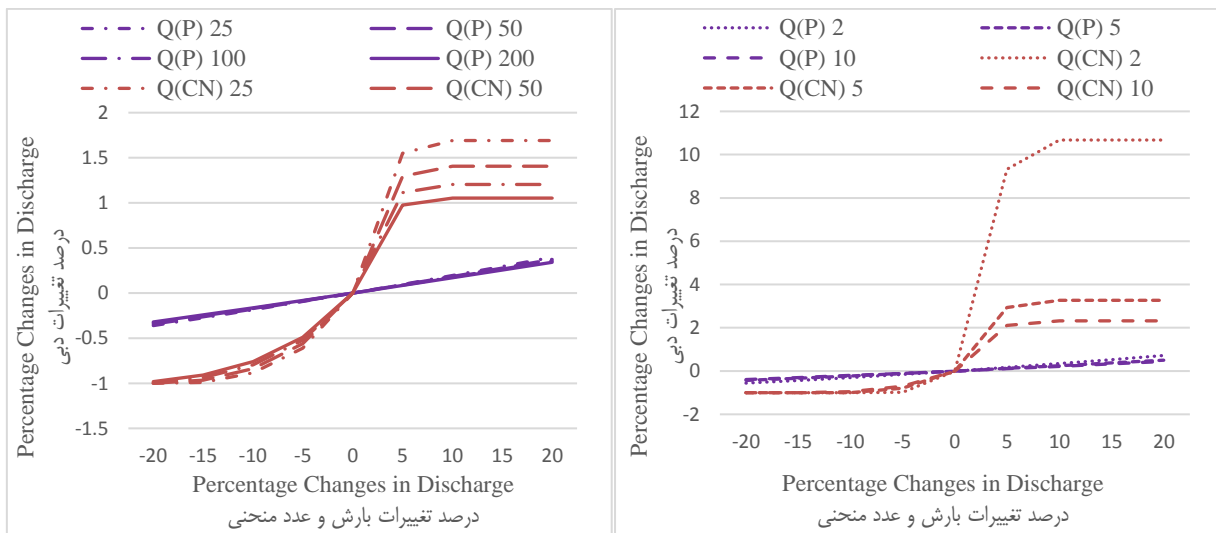 Q(P) 25 Q(P) 50
Q(P) 100 Q(P) 200
Q(CN) 25 Q(CN) 50
2
1.5
1
0.5
0
-0.5
-1
-1.5
-20 -15 -10 -5 0 5 10 15 20
Percentage Changes in Discharge
درصد تغییرات دبی
Percentage Changes in Discharge
درصد تغییرات بارش و عدد منحنی
Q(P) 2 Q(P) 5
Q(P) 10 Q(CN) 2
Q(CN) 5 Q(CN) 10
12
10
8
6
4
2
0
-2
-20 -15 -10 -5 0 5 10 15 20
Percentage Changes in Discharge
درصد تغییرات دبی
Percentage Changes in Discharge
درصد تغییرات بارش و عدد منحنی